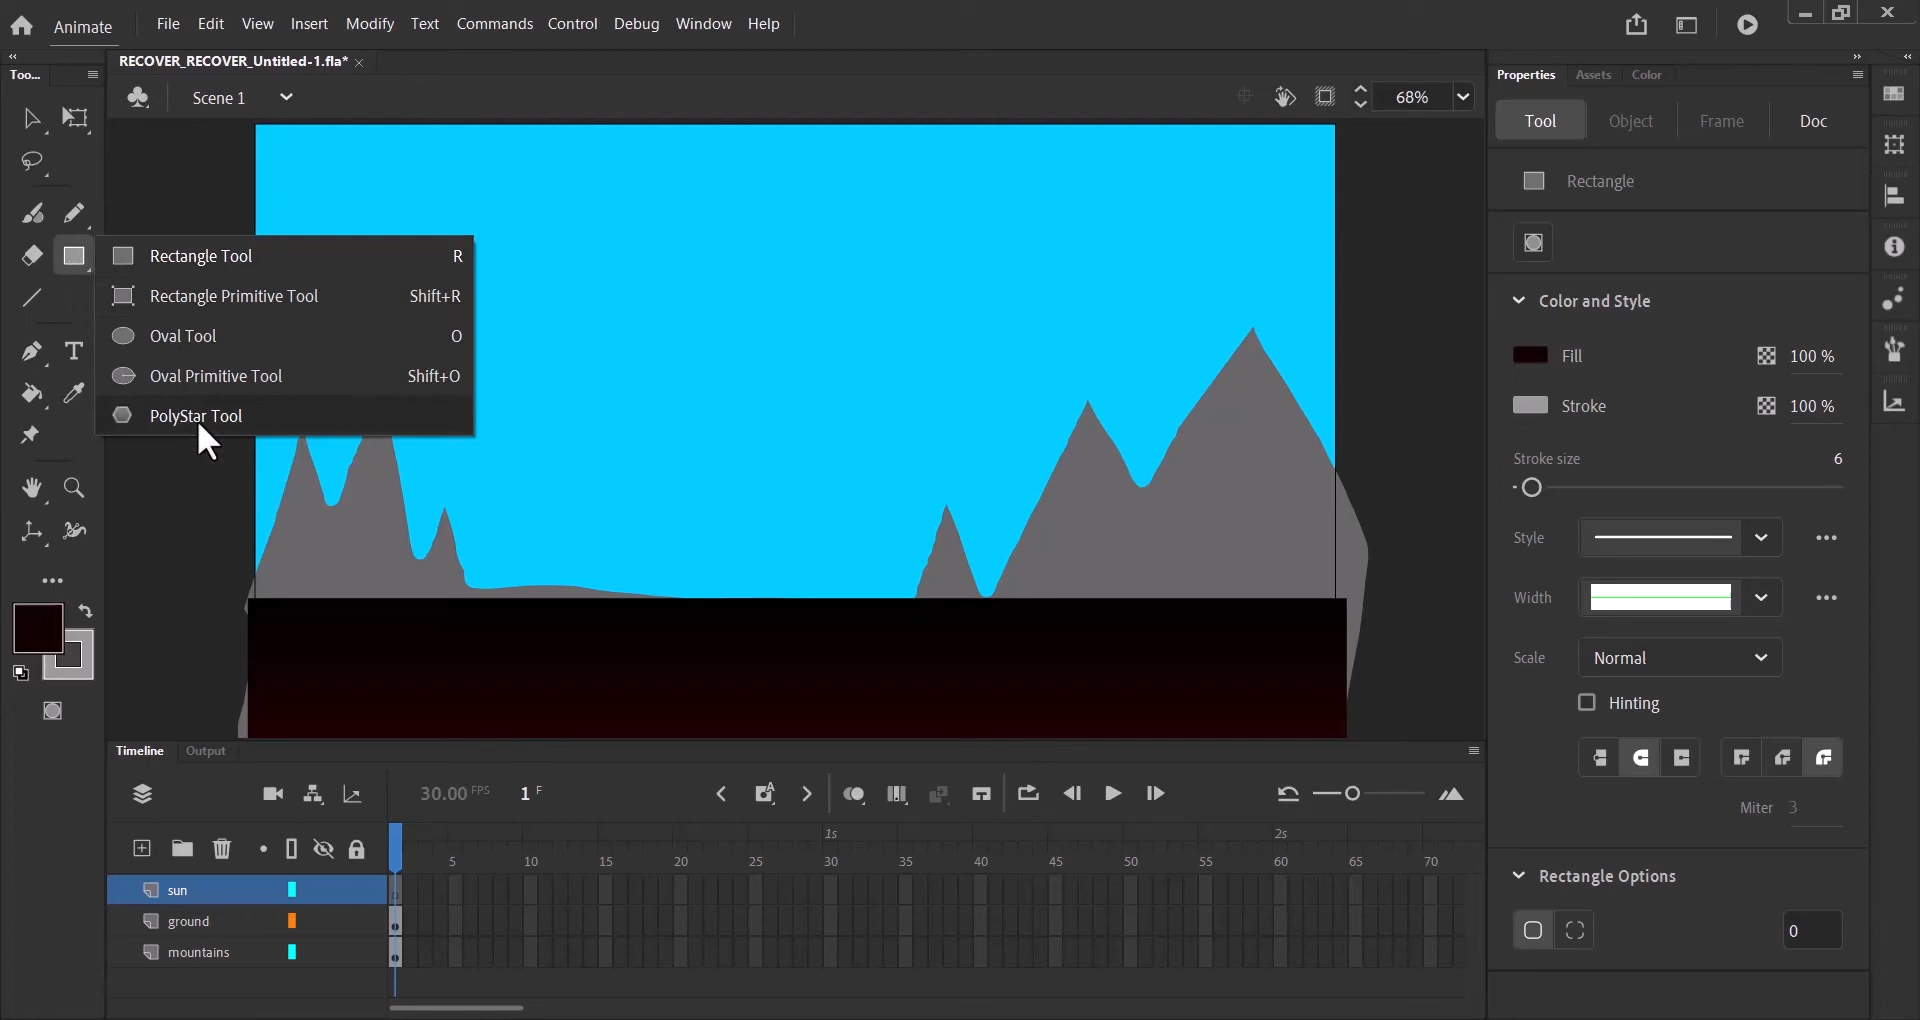 Animate File Edit View Insert Modify Text Commands Control Debug Window Help
RECOVER_RECOVER_Untitled-1.fla*
Too...
Scene 1
68%
Rectangle Tool R
Rectangle Primitive Tool Shift+R
Oval Tool O
Oval Primitive Tool Shift+O
PolyStar Tool
T
Properties Assets Color
Tool Object Frame Doc
Rectangle
Color and Style
Fill 100 %
Stroke 100 %
Stroke size 6
Style
Width
Scale Normal
Hinting
Miter 3
Rectangle Options
0
Timeline Output
30.00 FPS 1 F
1s 2s
5 10 15 20 25 30 35 40 45 50 55 60 65 70
sun
ground
mountains